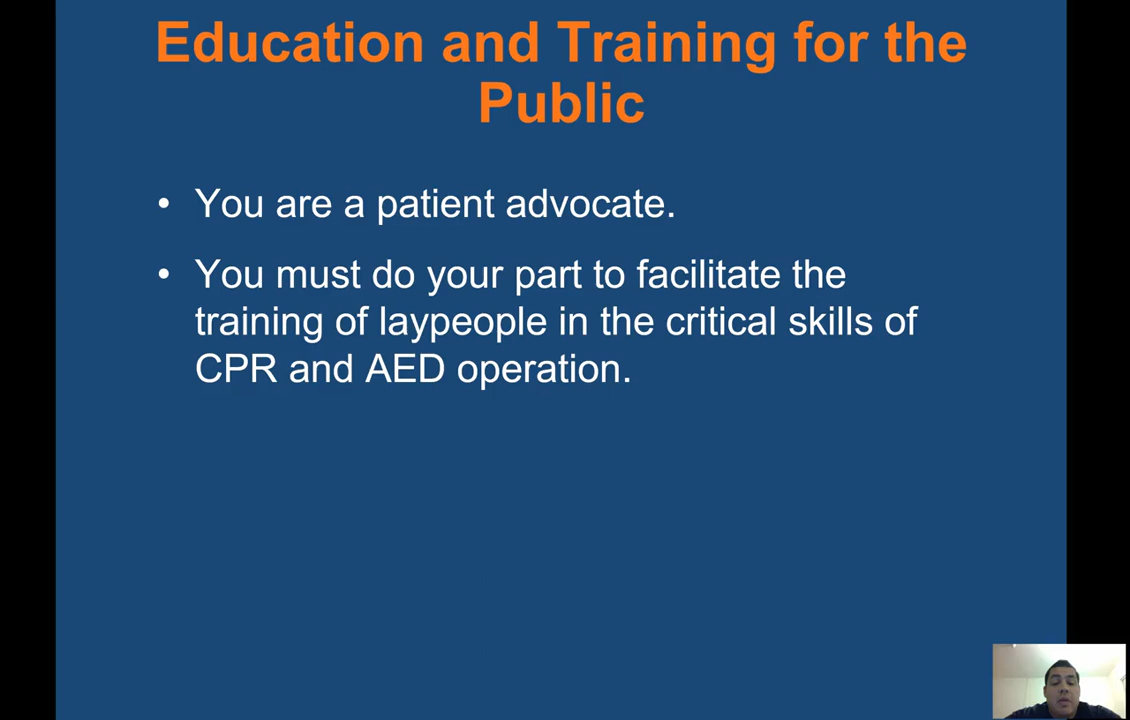 Education and Training for the
Public
• You are a patient advocate.
• You must do your part to facilitate the
training of laypeople in the critical skills of
CPR and AED operation.